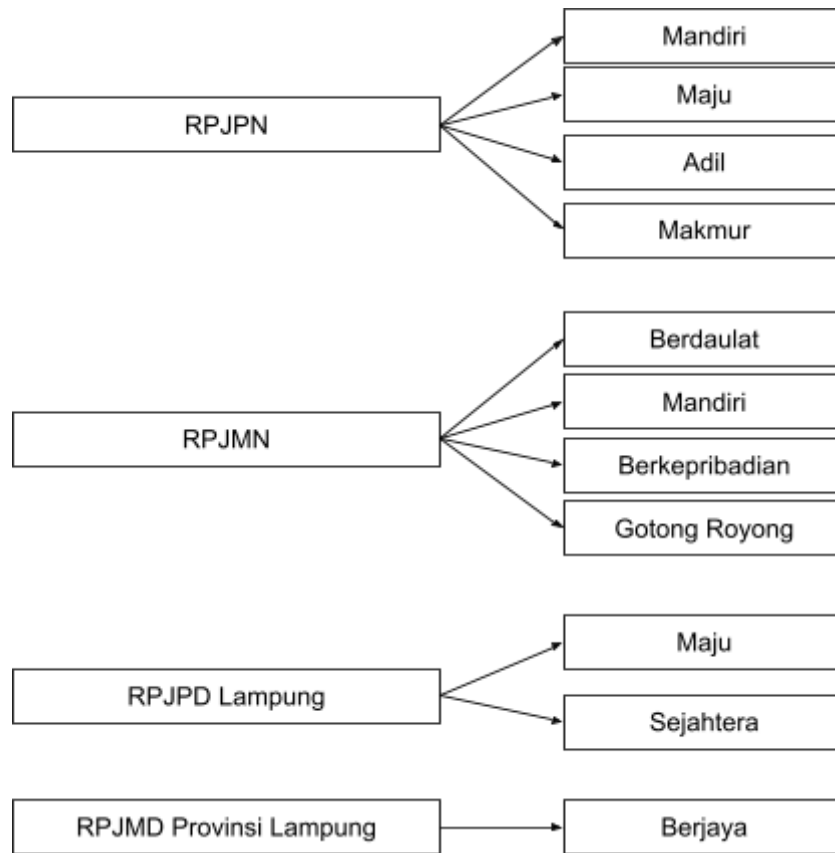 RPJPN
Mandiri
Maju
Adil
Makmur
RPJMN
Berdaulat
Mandiri
Berkepribadian
Gotong Royong
RPJPD Lampung
Maju
Sejahtera
RPJMD Provinsi Lampung
Berjaya